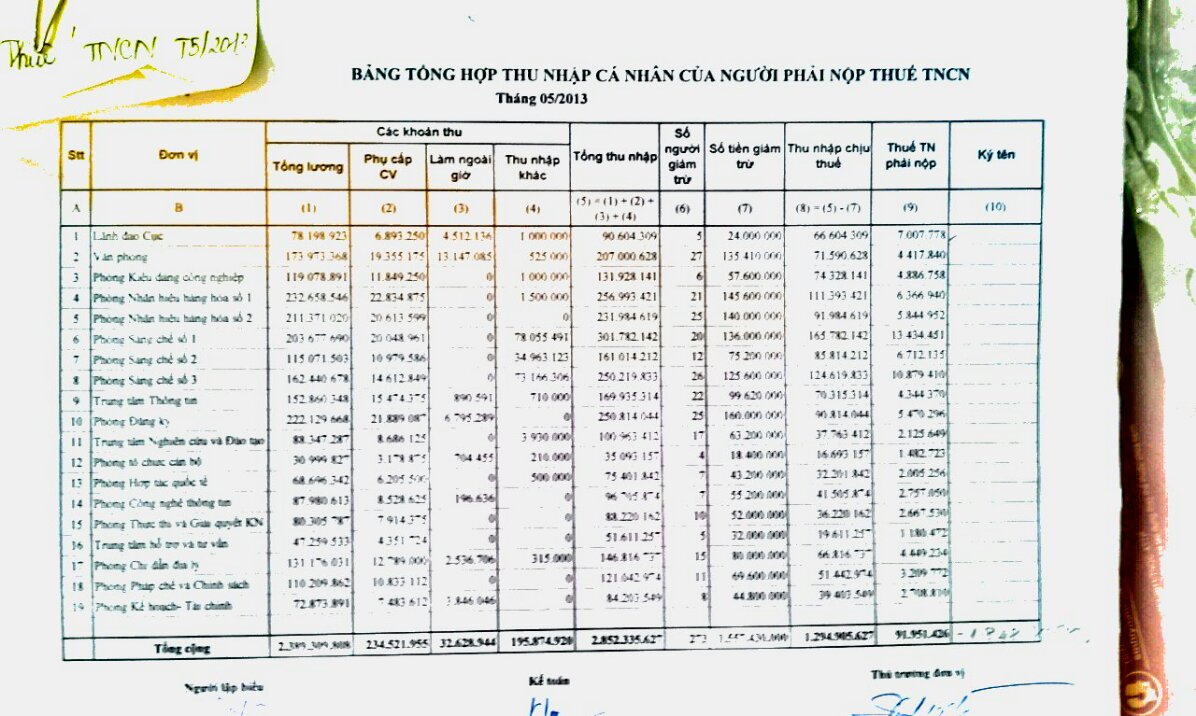 Thuế TNCN T5/2013
BẢNG TỔNG HỢP THU NHẬP CÁ NHÂN CỦA NGƯỜI PHẢI NỘP THUẾ TNCN
Tháng 05/2013
Stt Đơn vị Các khoản thu Tổng thu nhập Số người giảm trừ Số tiền giảm trừ Thu nhập chịu thuế Thuế TN phải nộp Ký tên
Tổng lương Phụ cấp CV Làm ngoài giờ Thu nhập khác
A B (1) (2) (3) (4) (5) = (1) + (2) + (3) + (4) (6) (7) (8) = (5) - (7) (9) (10)
1 Lãnh đạo Cục 78.198.923 6.893.250 4.512.136 1.000.000 90.604.309 5 24.000.000 66.604.309 7.007.778
2 Văn phòng 173.973.368 19.355.175 13.147.085 525.000 207.000.628 27 135.410.000 71.590.628 4.417.840
3 Phòng Kiểu dáng công nghiệp 119.078.891 11.849.250 0 1.000.000 131.928.141 6 57.600.000 74.328.141 4.886.758
4 Phòng Nhãn hiệu hàng hóa số 1 232.658.546 22.834.875 0 1.500.000 256.993.421 21 145.600.000 111.393.421 6.366.940
5 Phòng Nhãn hiệu hàng hóa số 2 211.371.020 20.613.599 0 0 231.984.619 25 140.000.000 91.984.619 5.844.952
6 Phòng Sáng chế số 1 203.677.690 20.048.961 0 78.055.491 301.782.142 20 136.000.000 165.782.142 13.434.451
7 Phòng Sáng chế số 2 115.071.503 10.979.586 0 34.963.123 161.014.212 12 75.200.000 85.814.212 6.712.135
8 Phòng Sáng chế số 3 162.440.678 14.612.849 0 73.166.306 250.219.833 26 125.600.000 124.619.833 10.879.410
9 Trung tâm Thông tin 152.860.348 15.474.375 890.591 710.000 169.935.314 22 99.620.000 70.315.314 4.344.370
10 Phòng Đăng ký 222.129.668 21.889.087 6.795.289 0 250.814.044 25 160.000.000 90.814.044 5.470.296
11 Trung tâm Nghiên cứu và Đào tạo 88.347.287 8.686.125 0 3.930.000 100.963.412 17 63.200.000 37.763.412 2.125.649
12 Phòng tổ chức cán bộ 30.999.827 3.178.875 704.455 210.000 35.093.157 4 18.400.000 16.693.157 1.482.723
13 Phòng Hợp tác quốc tế 68.696.342 6.205.500 0 500.000 75.401.842 7 43.200.000 32.201.842 2.005.256
14 Phòng Công nghệ thông tin 87.980.613 8.528.625 196.636 0 96.705.874 7 55.200.000 41.505.874 2.757.050
15 Phòng Thực thi và Giải quyết KN 80.305.787 7.914.375 0 0 88.220.162 10 52.000.000 36.220.162 2.667.530
16 Trung tâm hỗ trợ và tư vấn 47.259.533 4.351.724 0 0 51.611.257 5 32.000.000 19.611.257 1.180.472
17 Phòng Chỉ dẫn địa lý 131.176.031 12.789.000 2.536.706 315.000 146.816.737 15 80.000.000 66.816.737 4.449.234
18 Phòng Pháp chế và Chính sách 110.209.862 10.833.112 0 0 121.042.974 11 69.600.000 51.442.974 3.209.772
19 Phòng Kế hoạch- Tài chính 72.873.891 7.483.612 3.846.046 0 84.203.549 8 44.800.000 39.403.549 2.708.810
Tổng cộng 2.389.309.808 234.521.955 32.628.944 195.874.920 2.852.335.627 273 1.557.430.000 1.294.905.627 91.951.426
Người lập biểu Kế toán Thủ trưởng đơn vị